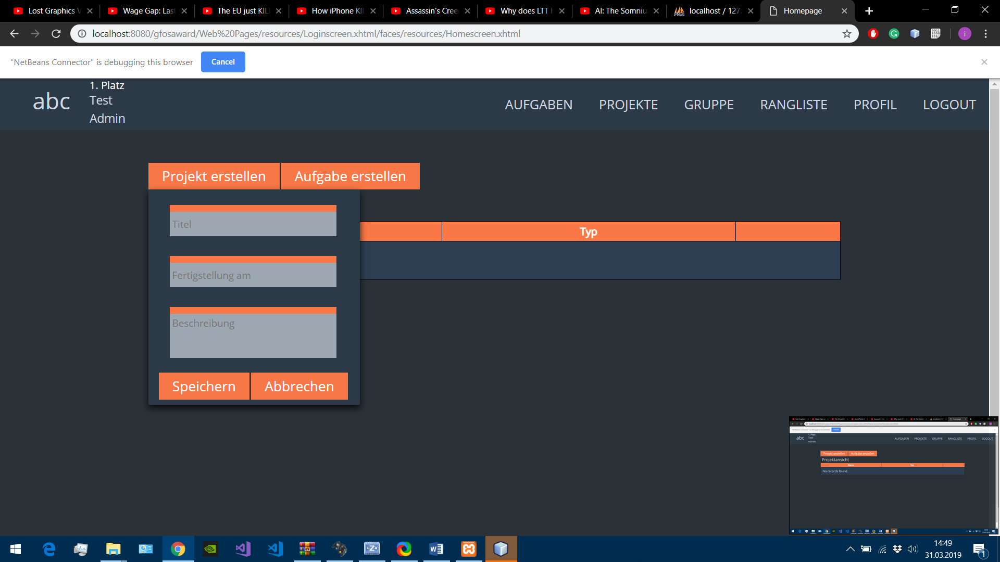 Lost Graphics V
Wage Gap: Last
The EU just KILL
How iPhone KIL
Assassin's Cree
Why does LTT h
AI: The Somniu
localhost / 127.
Homepage
localhost:8080/gfosaward/Web%20Pages/resources/Loginscreen.xhtml/faces/resources/Homescreen.xhtml
i
"NetBeans Connector" is debugging this browser
Cancel
abc
1. Platz
Test
Admin
AUFGABEN PROJEKTE GRUPPE RANGLISTE PROFIL LOGOUT
Projekt erstellen Aufgabe erstellen
Titel
Typ
Fertigstellung am
Beschreibung
Speichern Abbrechen
abc
1. Platz
Test
Admin
AUFGABEN PROJEKTE GRUPPE RANGLISTE PROFIL LOGOUT
Projekt erstellen Aufgabe erstellen
Projektansicht
Name Typ
No records found.
14:49
31.03.2019
1